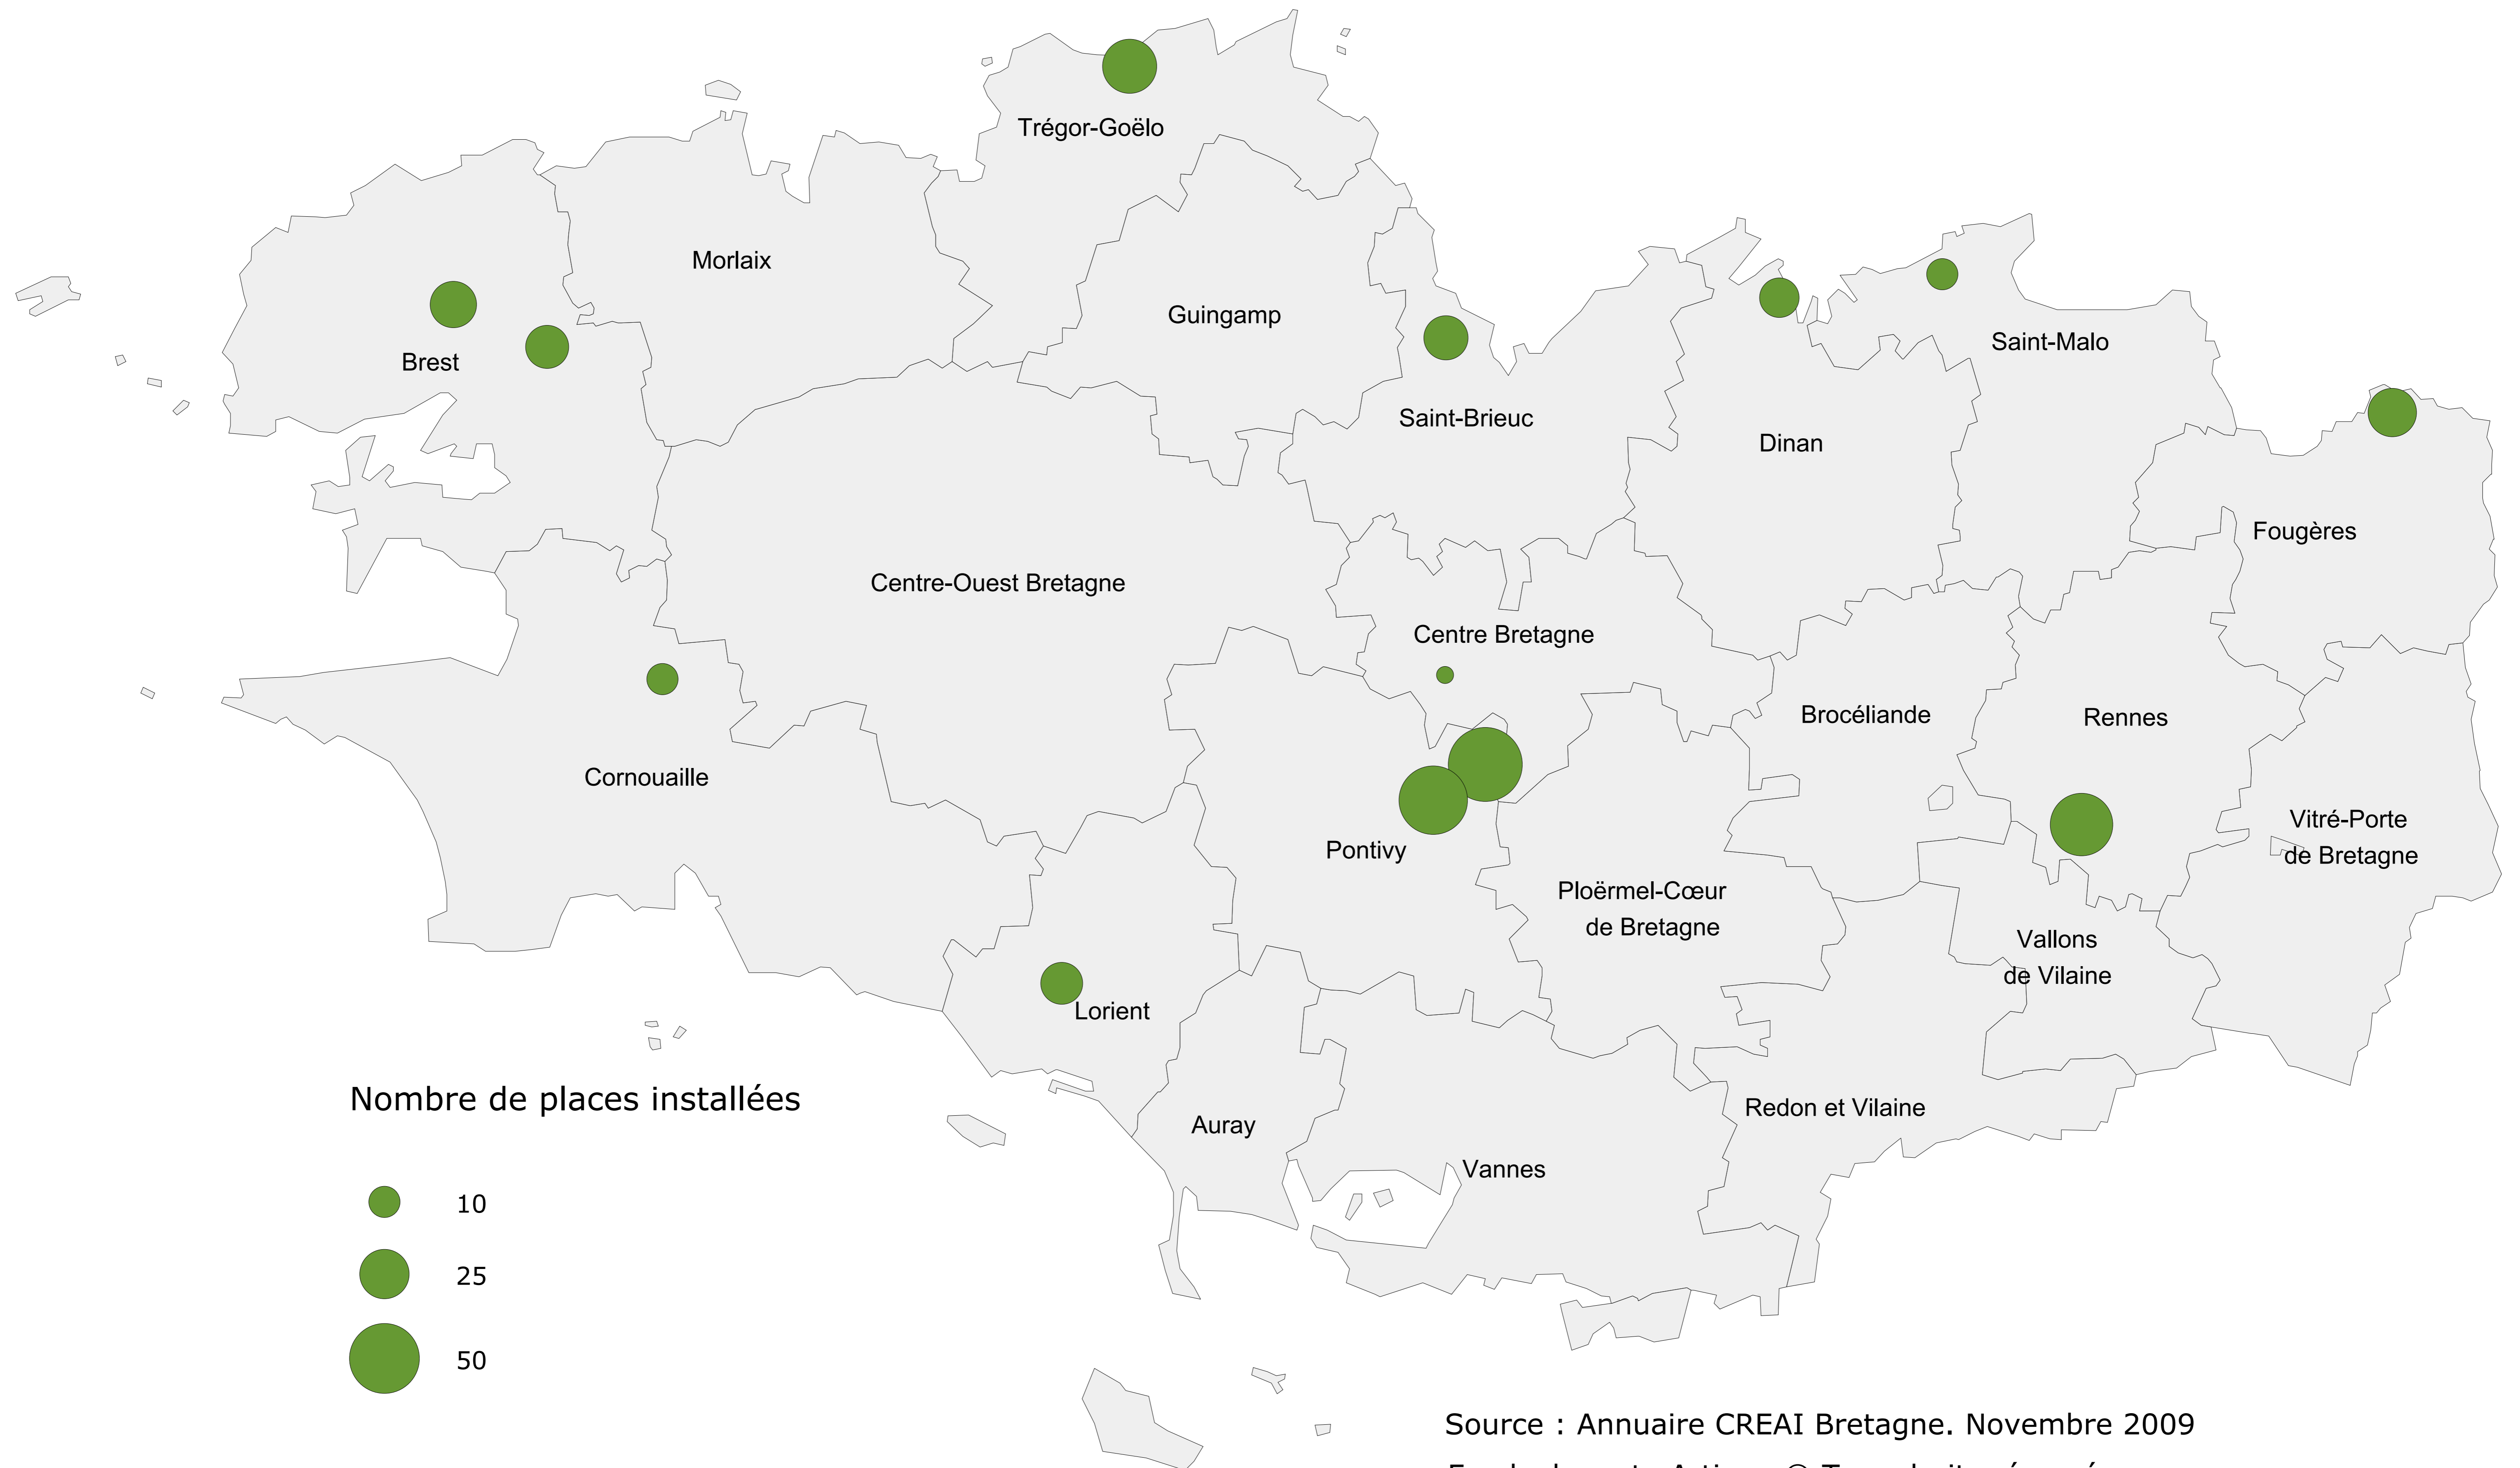 Trégor-Goëlo
Morlaix
Guingamp
Brest
Saint-Malo
Saint-Brieuc
Dinan
Fougères
Centre-Ouest Bretagne
Centre Bretagne
Brocéliande
Rennes
Cornouaille
Pontivy
Vitré-Porte
de Bretagne
Ploërmel-Cœur
de Bretagne
Vallons
de Vilaine
Lorient
Auray
Redon et Vilaine
Vannes
Nombre de places installées
10
25
50
Source : Annuaire CREAI Bretagne. Novembre 2009